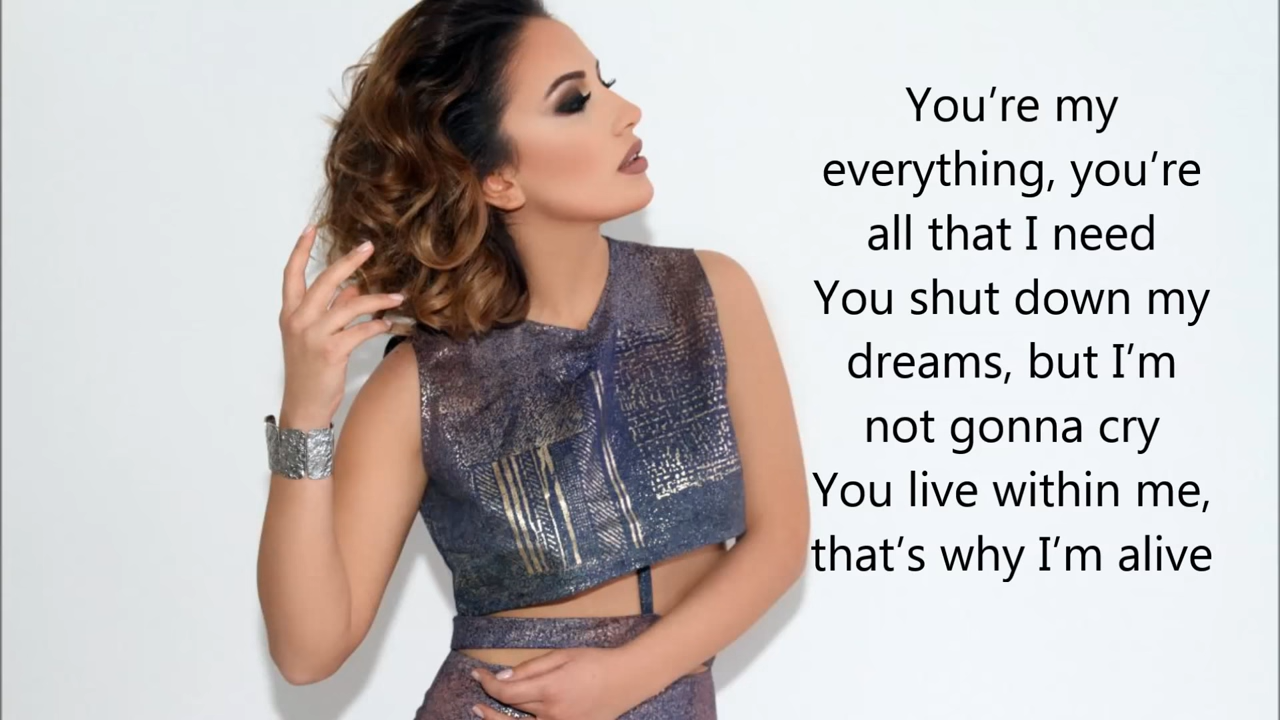 You’re my
everything, you’re
all that I need
You shut down my
dreams, but I’m
not gonna cry
You live within me,
that’s why I’m alive